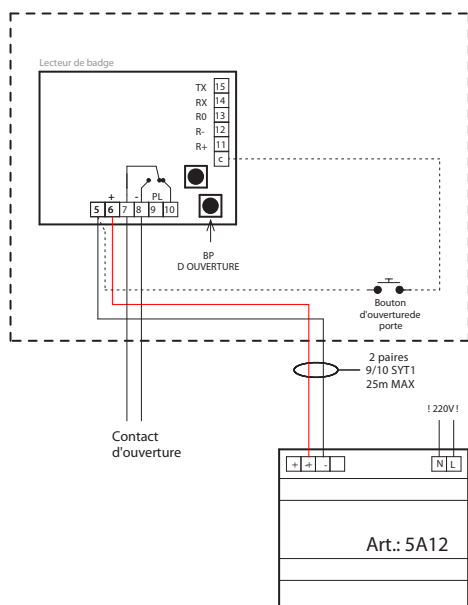 Lecteur de badge
TX 15
RX 14
R0 13
R- 12
R+ 11
c
+ - PL
5 6 7 8 9 10
BP
D OUVERTURE
Bouton
d'ouverturede
porte
2 paires
9/10 SYT1
25m MAX
! 220V !
Contact
d'ouverture
+ -+ - N L
Art.: 5A12